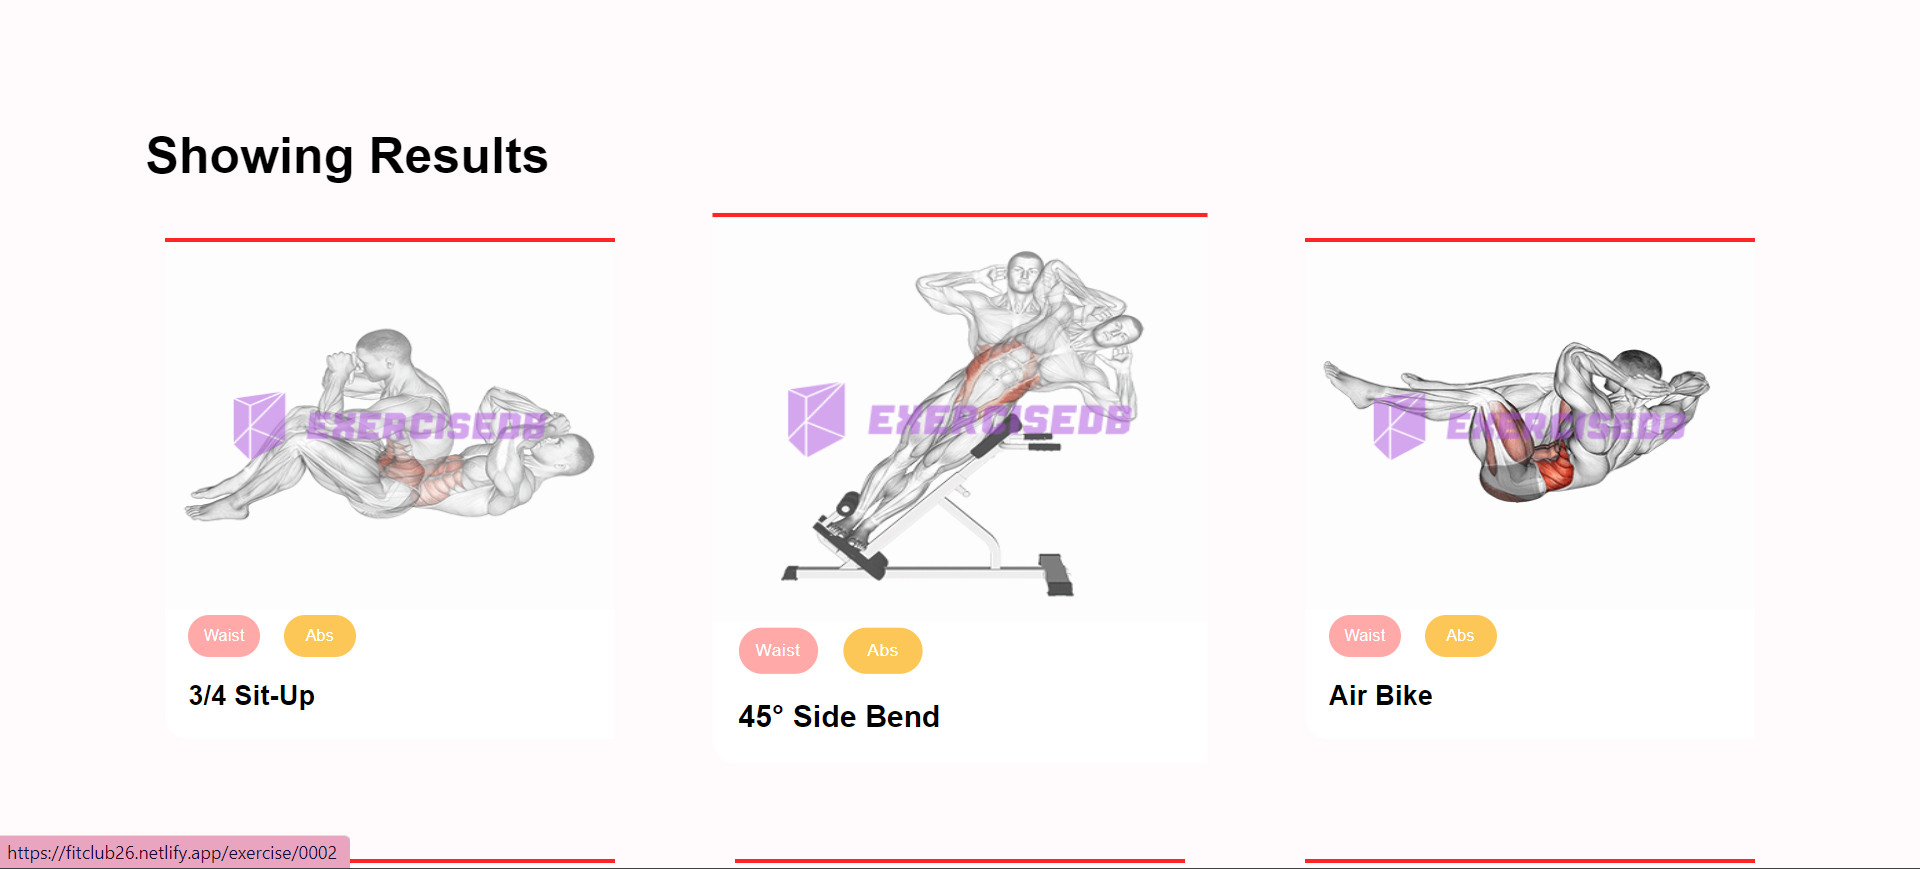 Showing Results
EXERCISEDB
EXERCISEDB
EXERCISEDB
Waist
Abs
3/4 Sit-Up
Waist
Abs
45° Side Bend
Waist
Abs
Air Bike
https://fitclub26.netlify.app/exercise/0002